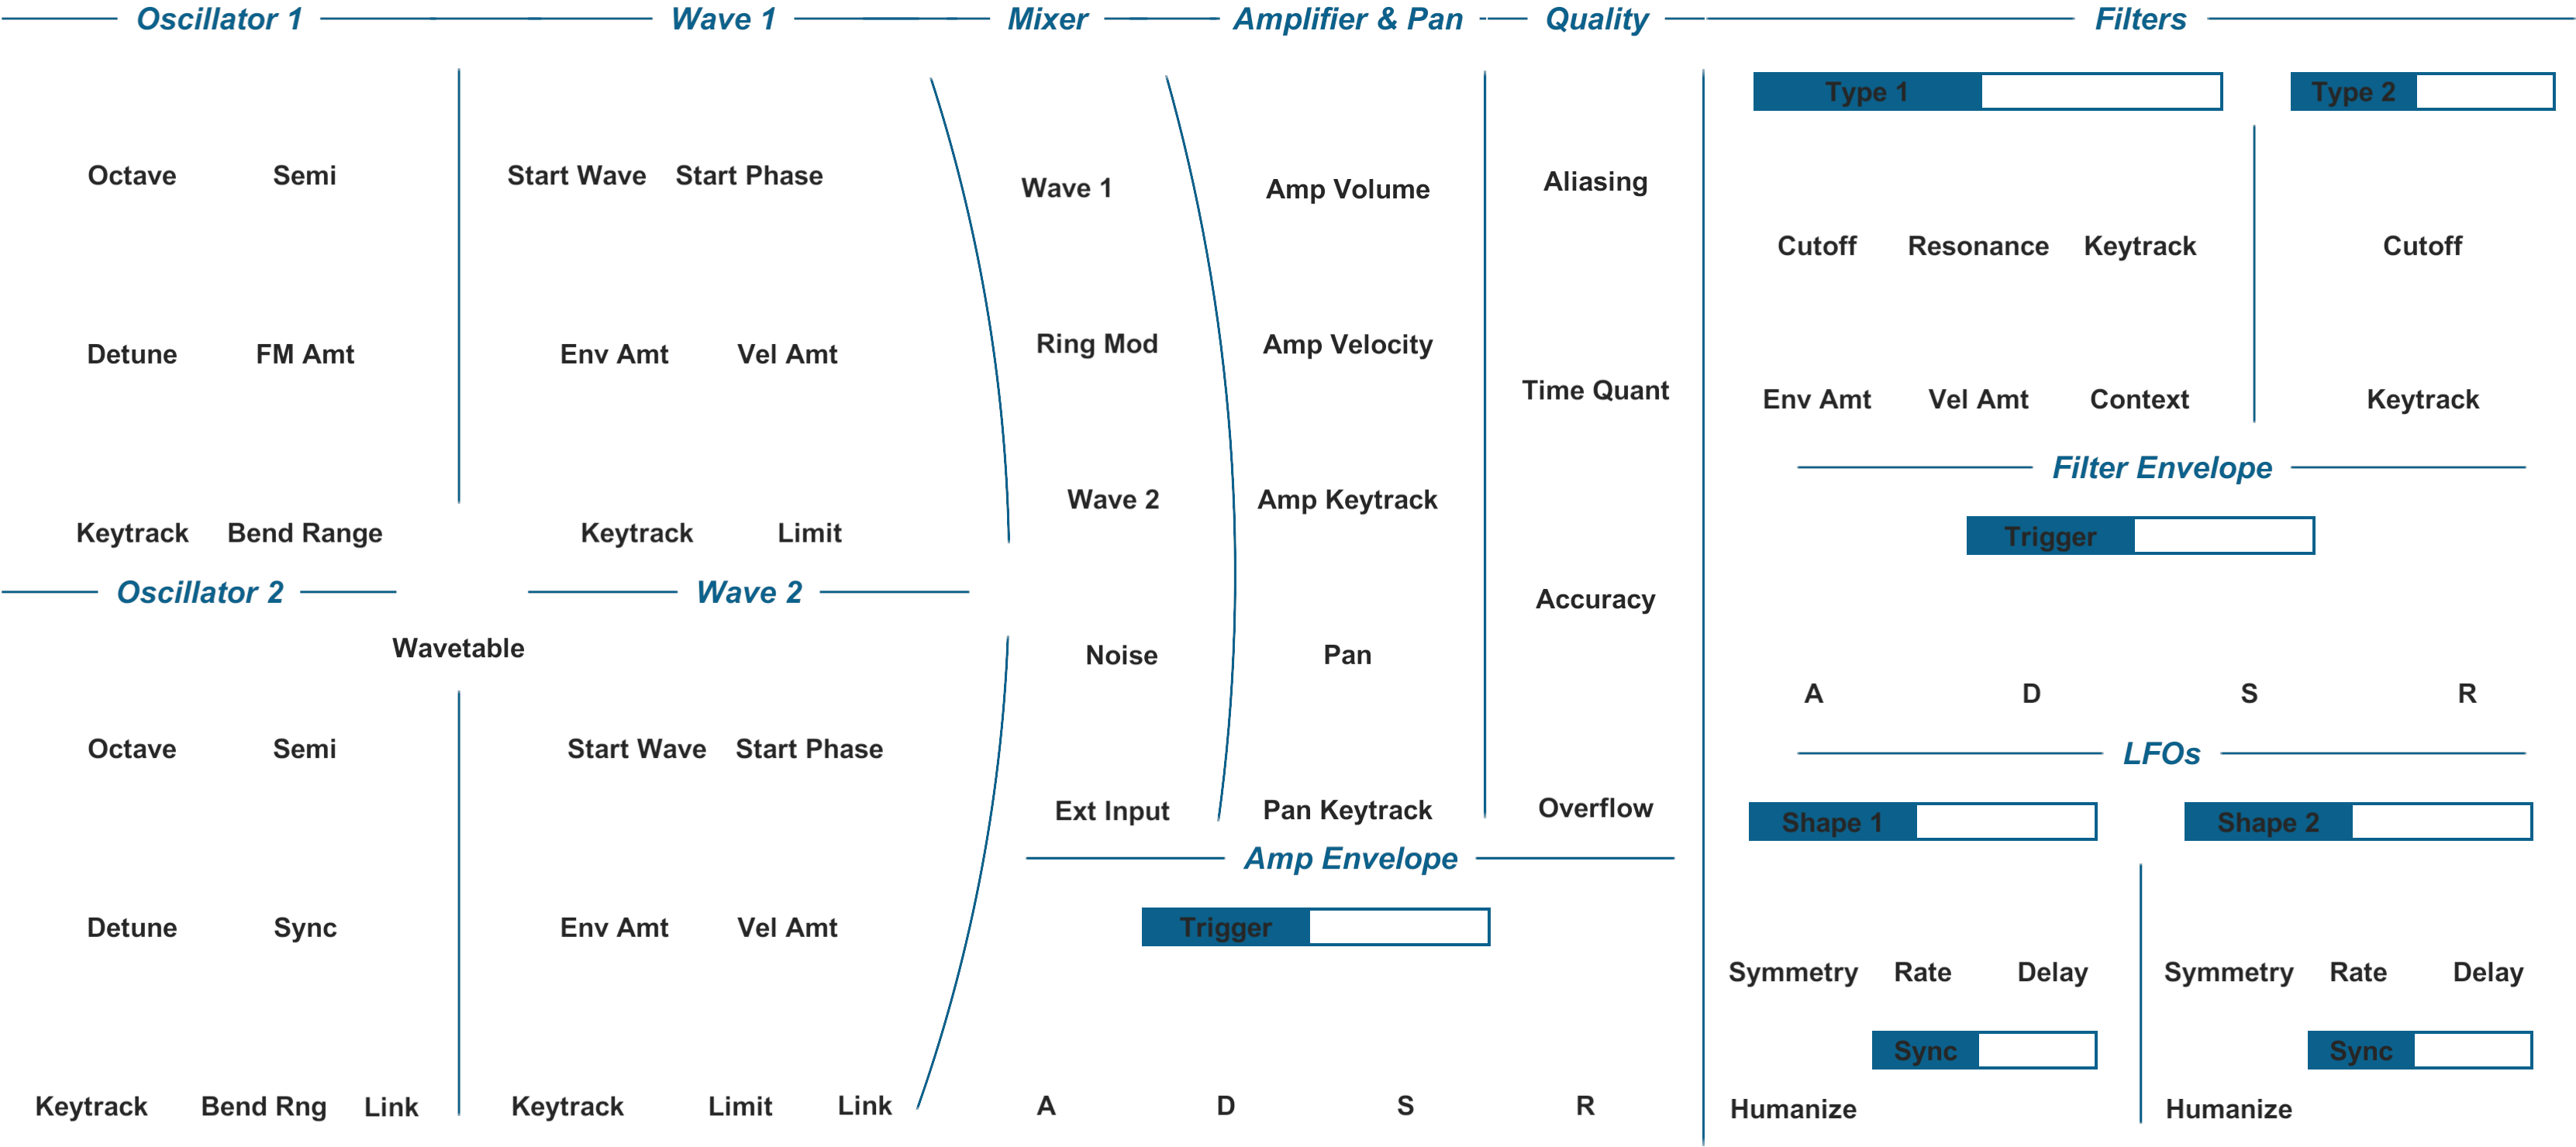 Oscillator 1
Octave Semi
Detune FM Amt
Keytrack Bend Range
Oscillator 2
Wavetable
Octave Semi
Detune Sync
Keytrack Bend Rng Link
Wave 1
Start Wave Start Phase
Env Amt Vel Amt
Keytrack Limit
Wave 2
Start Wave Start Phase
Env Amt Vel Amt
Keytrack Limit Link
Mixer
Wave 1
Ring Mod
Wave 2
Noise
Ext Input
Amplifier & Pan
Amp Volume
Amp Velocity
Amp Keytrack
Pan
Pan Keytrack
Quality
Aliasing
Time Quant
Accuracy
Overflow
Amp Envelope
Trigger
A D S R
Filters
Type 1 Type 2
Cutoff Resonance Keytrack Cutoff
Env Amt Vel Amt Context Keytrack
Filter Envelope
Trigger
A D S R
LFOs
Shape 1 Shape 2
Symmetry Rate Delay Symmetry Rate Delay
Sync Sync
Humanize Humanize